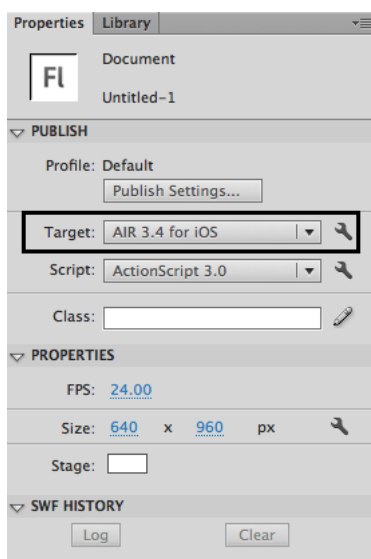 Properties Library
Fl
Document
Untitled-1
PUBLISH
Profile: Default
Publish Settings...
Target: AIR 3.4 for iOS
Script: ActionScript 3.0
Class:
PROPERTIES
FPS: 24.00
Size: 640 x 960 px
Stage:
SWF HISTORY
Log Clear